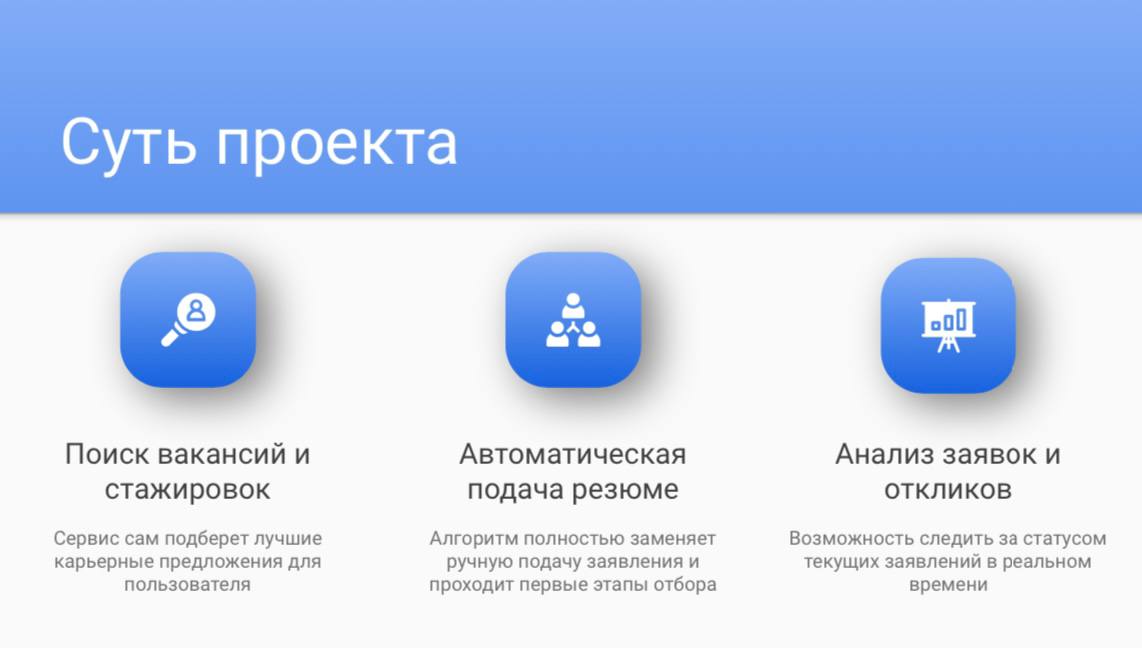 Суть проекта
Поиск вакансий и
стажировок
Сервис сам подберет лучшие
карьерные предложения для
пользователя
Автоматическая
подача резюме
Алгоритм полностью заменяет
ручную подачу заявления и
проходит первые этапы отбора
Анализ заявок и
откликов
Возможность следить за статусом
текущих заявлений в реальном
времени